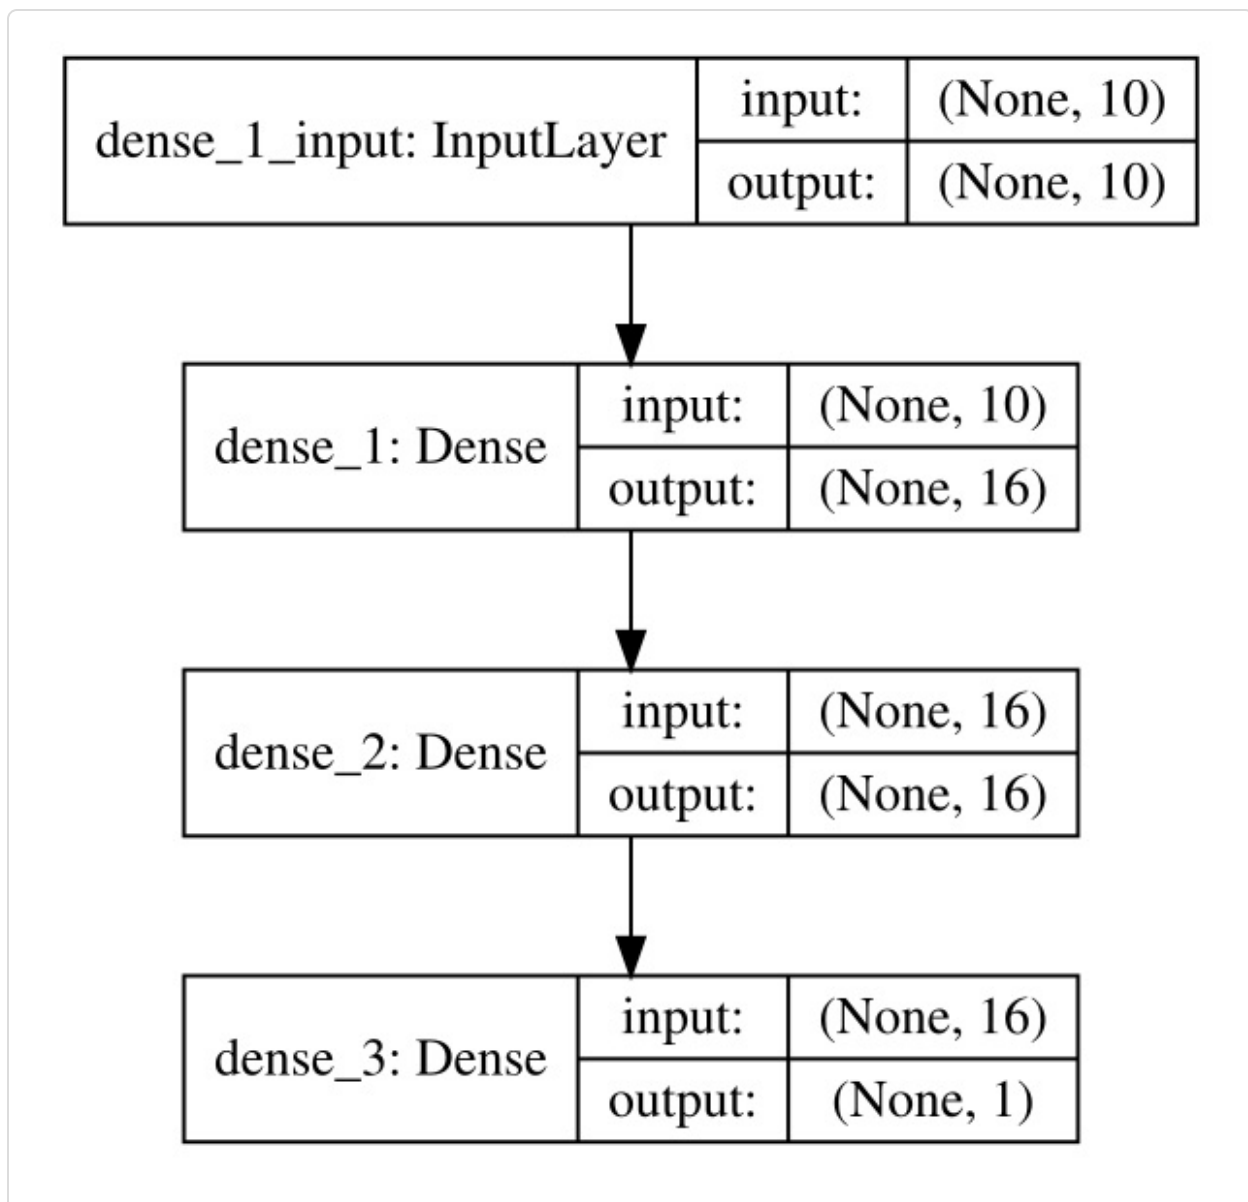 dense_1_input: InputLayer
input:
(None, 10)
output:
(None, 10)
dense_1: Dense
input:
(None, 10)
output:
(None, 16)
dense_2: Dense
input:
(None, 16)
output:
(None, 16)
dense_3: Dense
input:
(None, 16)
output:
(None, 1)